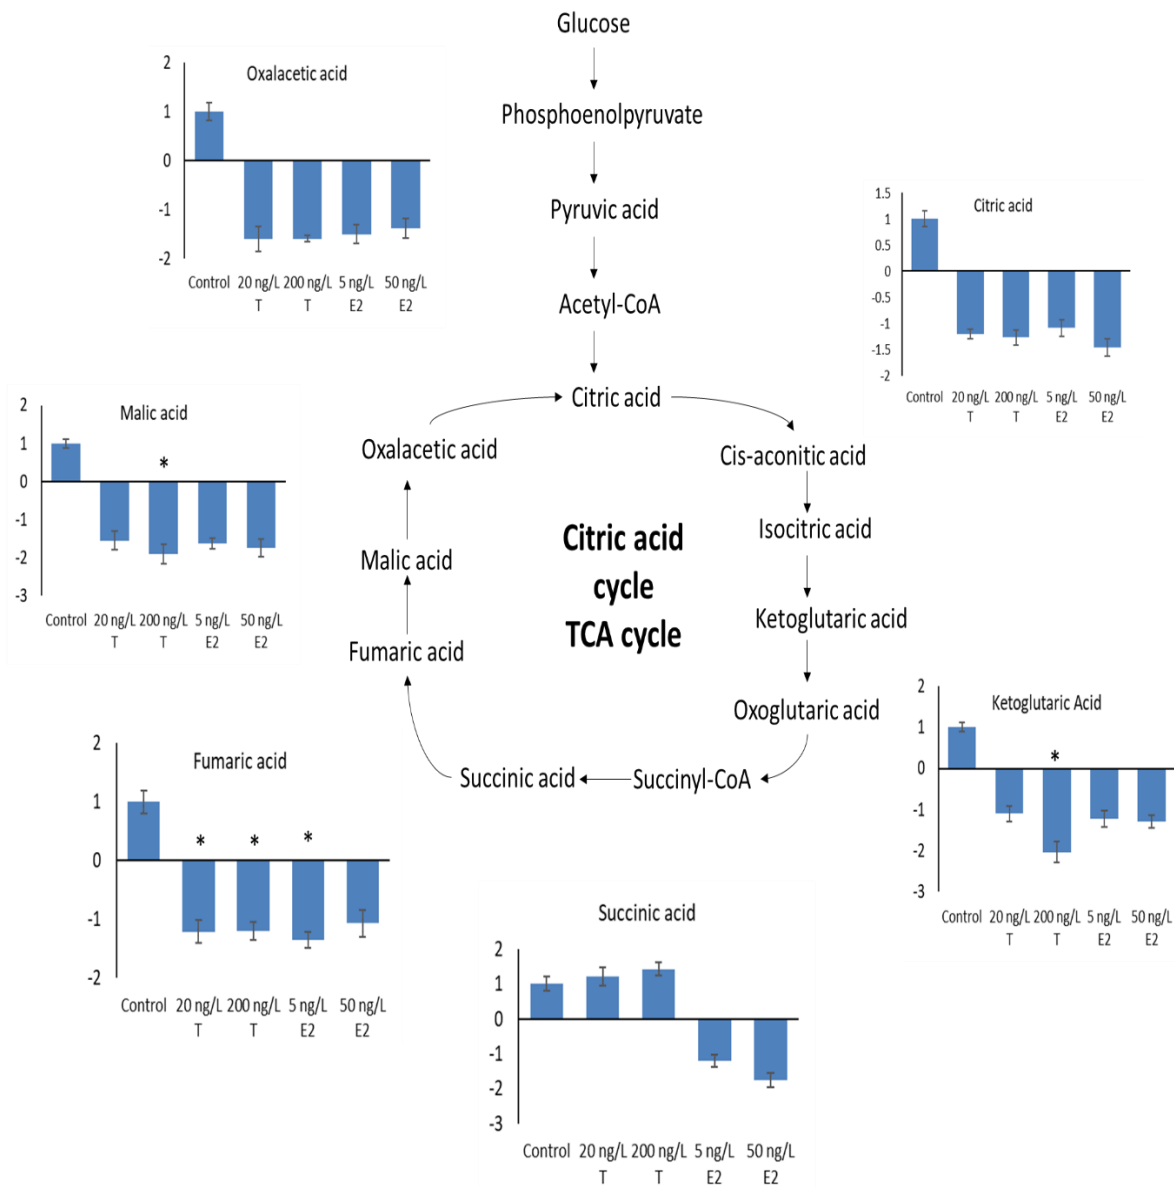 Glucose
Phosphoenolpyruvate
Pyruvic acid
Acetyl-CoA
Citric acid
Cis-aconitic acid
Isocitric acid
Ketoglutaric acid
Oxoglutaric acid
Succinyl-CoA
Succinic acid
Fumaric acid
Malic acid
Oxalacetic acid
Citric acid
cycle
TCA cycle
Oxalacetic acid
2
1
0
-1
-2
Control 20 ng/L 200 ng/L 5 ng/L 50 ng/L
T T E2 E2
Citric acid
1.5
1
0.5
0
-0.5
-1
-1.5
-2
Control 20 ng/L 200 ng/L 5 ng/L 50 ng/L
T T E2 E2
Malic acid
2
1
*
0
-1
-2
-3
Control 20 ng/L 200 ng/L 5 ng/L 50 ng/L
T T E2 E2
Ketoglutaric Acid
2
1
*
0
-1
-2
-3
Control 20 ng/L 200 ng/L 5 ng/L 50 ng/L
T T E2 E2
Fumaric acid
2
1
* * *
0
-1
-2
Control 20 ng/L 200 ng/L 5 ng/L 50 ng/L
T T E2 E2
Succinic acid
2
1
0
-1
-2
-3
Control 20 ng/L 200 ng/L 5 ng/L 50 ng/L
T T E2 E2